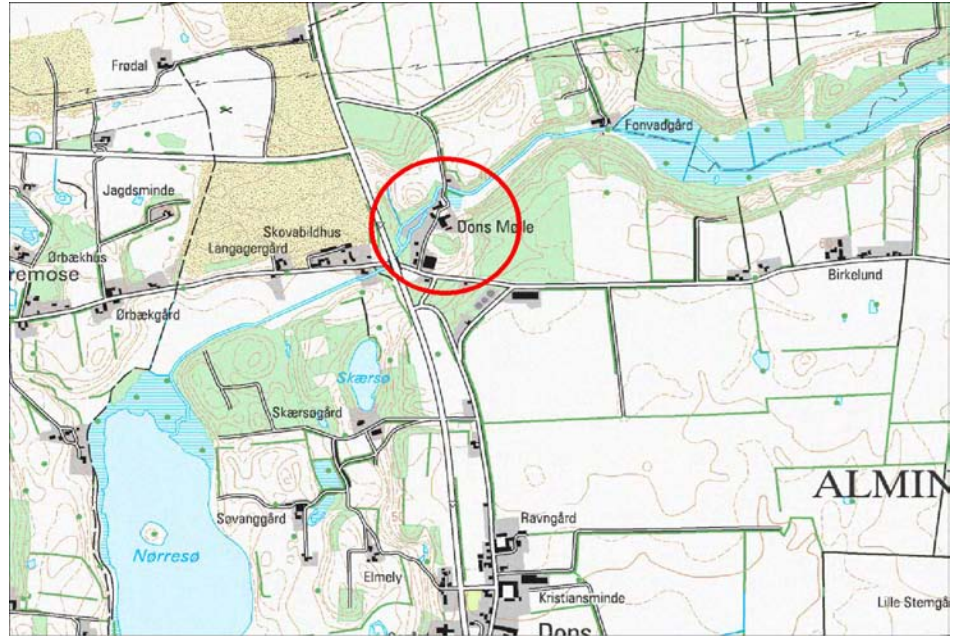 Frødal
Fonvadgård
Jagdsminde
Skovabildhus
Dons Mølle
Langagergård
Ørbækhus
remose
Birkelund
Ørbækgård
Skærsø
Skærsøgård
ALMIN
Søvanggård
Ravngård
Nørresø
Elmely
Kristiansminde
Lille Stemgå
Dons